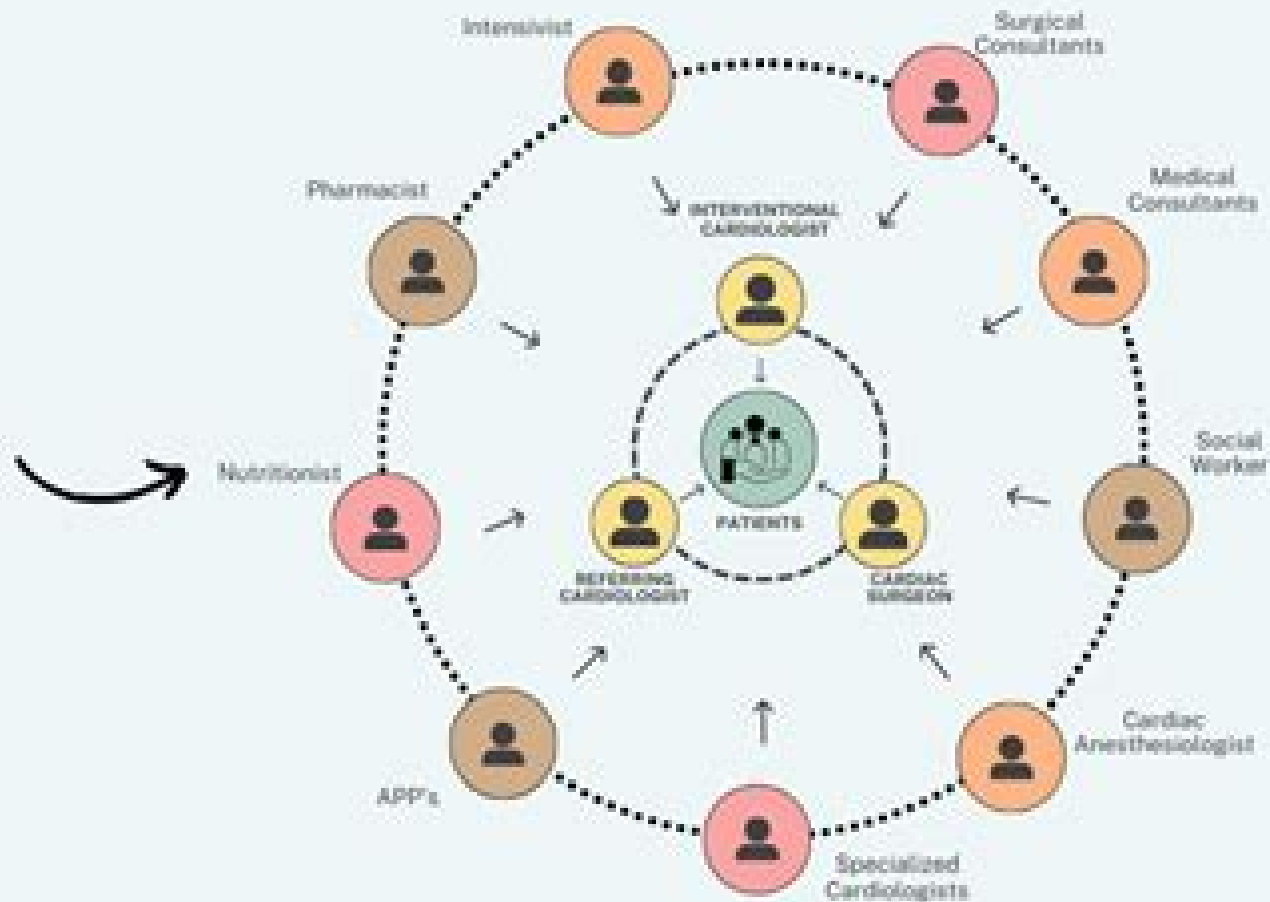 Intensivist
Surgical
Consultants
Pharmacist
Medical
Consultants
INTERVENTIONAL
CARDIOLOGIST
Nutritionist
Social
Worker
PATIENTS
REFERRING
CARDIOLOGIST
CARDIAC
SURGEON
Cardiac
Anesthesiologist
APP's
Specialized
Cardiologists